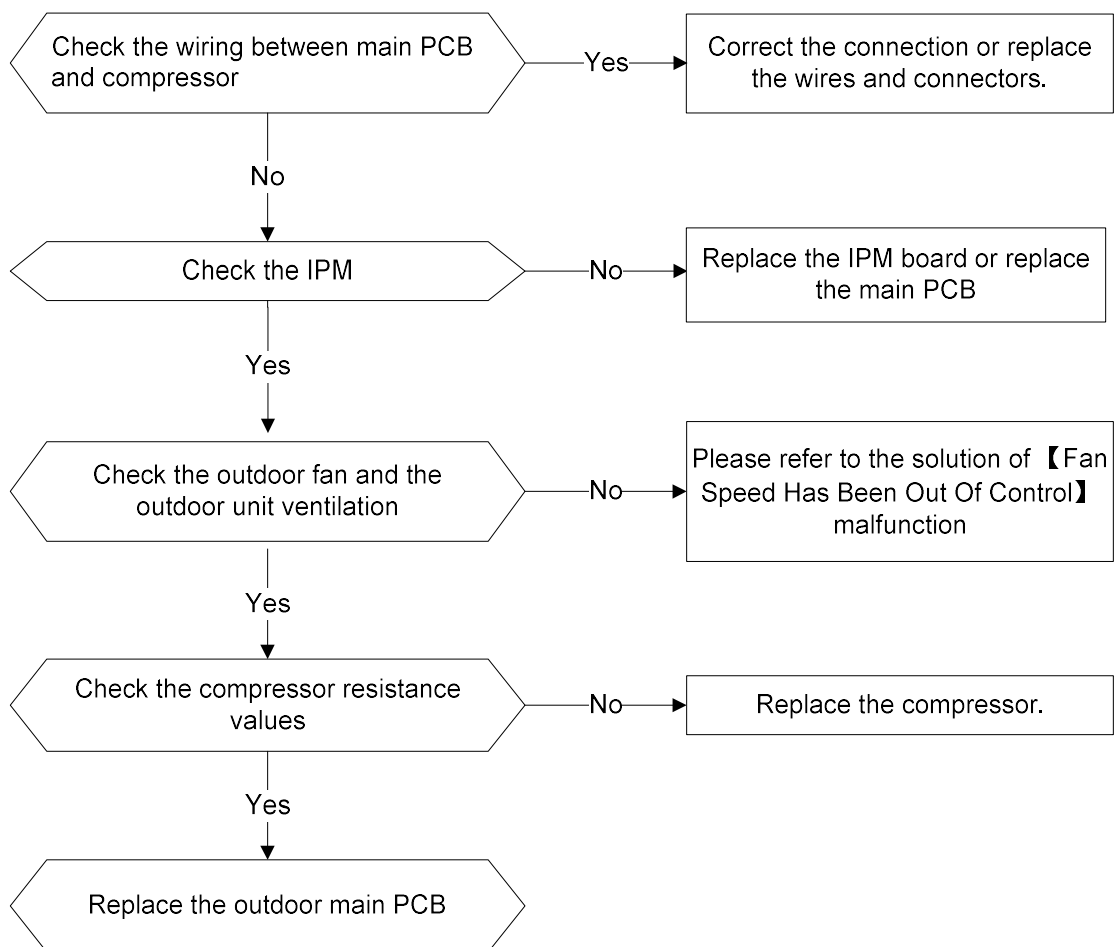 Check the wiring between main PCB
and compressor
Yes
Correct the connection or replace
the wires and connectors.
No
Check the IPM
No
Replace the IPM board or replace
the main PCB
Yes
Check the outdoor fan and the
outdoor unit ventilation
No
Please refer to the solution of 【Fan
Speed Has Been Out Of Control】
malfunction
Yes
Check the compressor resistance
values
No
Replace the compressor.
Yes
Replace the outdoor main PCB